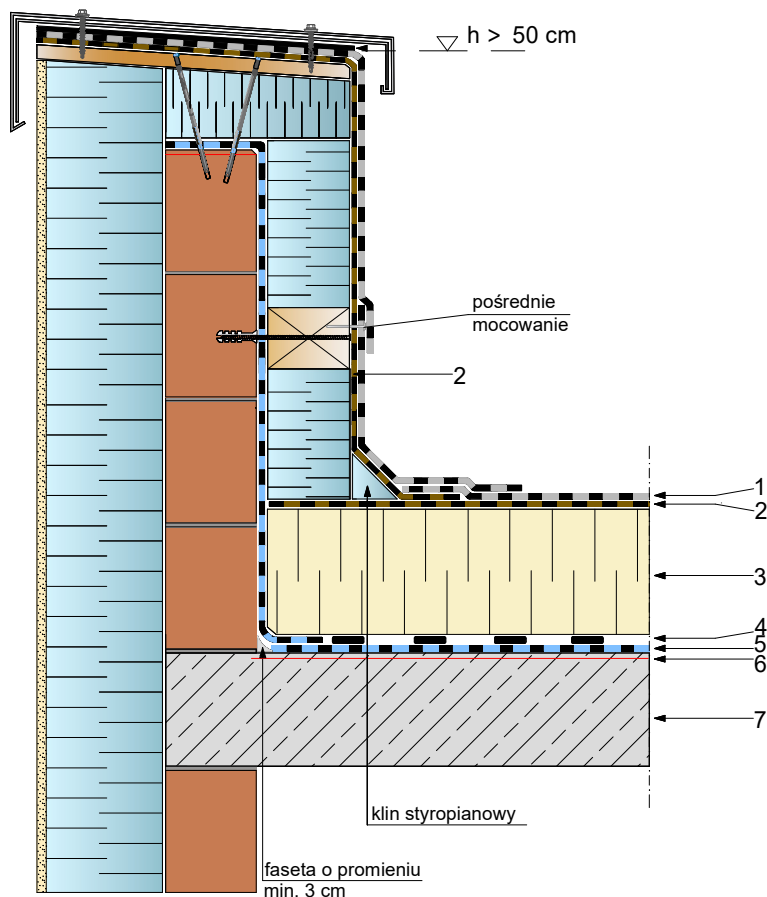 h > 50 cm
pośrednie
mocowanie
2
1
2
3
4
5
6
7
klin styropianowy
faseta o promieniu
min. 3 cm